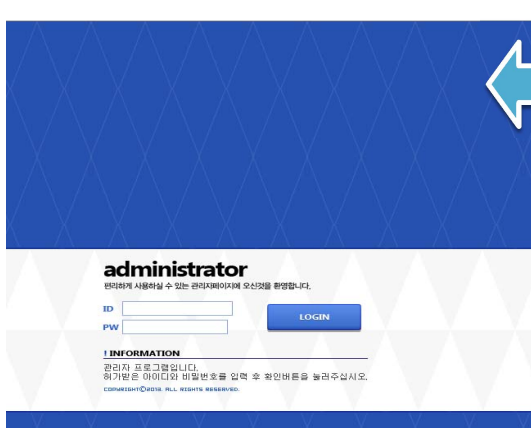 administrator
편리하게 사용하실 수 있는 관리자페이지에 오신것을 환영합니다.
ID
LOGIN
PW
! INFORMATION
관리자 프로그램입니다.
허가받은 아이디와 비밀번호를 입력 후 확인버튼을 눌러주십시오.
COPYRIGHTⓒ2013. ALL RIGHTS RESERVED.